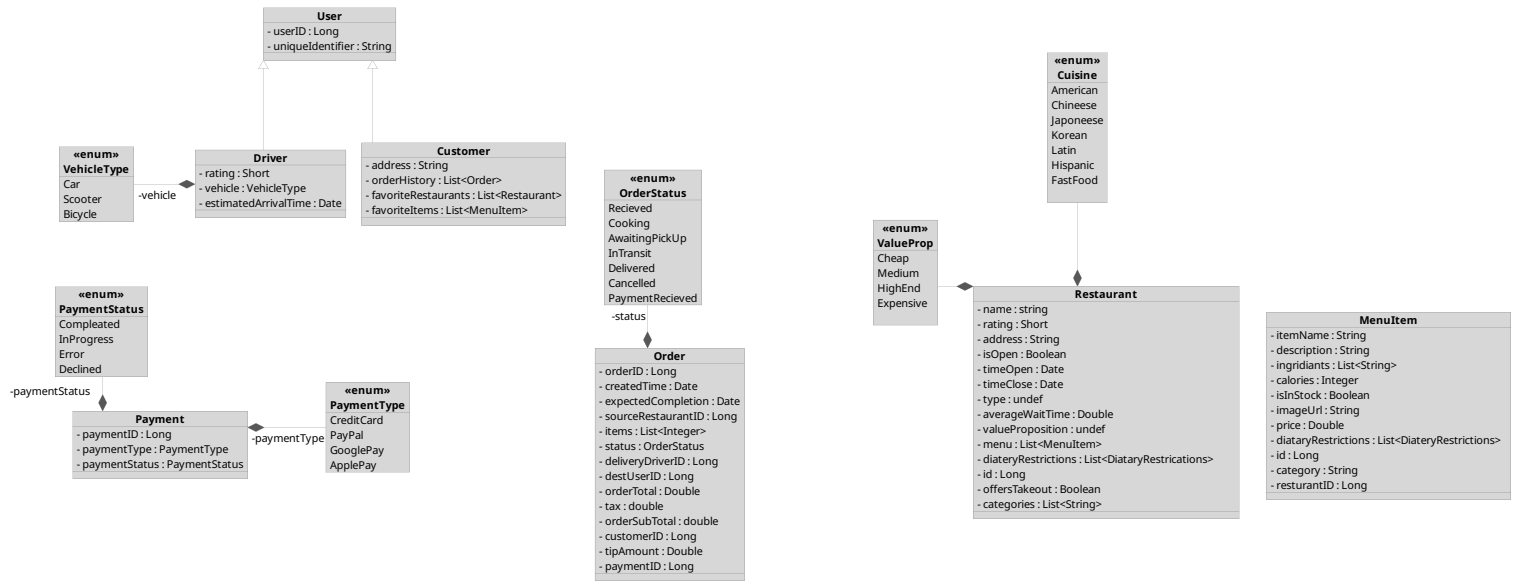 User
- userID : Long
- uniqueIdentifier : String
«enum»
VehicleType
Car
Scooter
Bicycle
-vehicle
Driver
- rating : Short
- vehicle : VehicleType
- estimatedArrivalTime : Date
Customer
- address : String
- orderHistory : List<Order>
- favoriteRestaurants : List<Restaurant>
- favoriteItems : List<MenuItem>
«enum»
PaymentStatus
Compleated
InProgress
Error
Declined
-paymentStatus
Payment
- paymentID : Long
- paymentType : PaymentType
- paymentStatus : PaymentStatus
-paymentType
«enum»
PaymentType
CreditCard
PayPal
GooglePay
ApplePay
«enum»
OrderStatus
Recieved
Cooking
AwaitingPickUp
InTransit
Delivered
Cancelled
PaymentRecieved
-status
Order
- orderID : Long
- createdTime : Date
- expectedCompletion : Date
- sourceRestaurantID : Long
- items : List<Integer>
- status : OrderStatus
- deliveryDriverID : Long
- destUserID : Long
- orderTotal : Double
- tax : double
- orderSubTotal : double
- customerID : Long
- tipAmount : Double
- paymentID : Long
«enum»
Cuisine
American
Chineese
Japoneese
Korean
Latin
Hispanic
FastFood
«enum»
ValueProp
Cheap
Medium
HighEnd
Expensive
Restaurant
- name : string
- rating : Short
- address : String
- isOpen : Boolean
- timeOpen : Date
- timeClose : Date
- type : undef
- averageWaitTime : Double
- valueProposition : undef
- menu : List<MenuItem>
- diateryRestrictions : List<DiataryRestrications>
- id : Long
- offersTakeout : Boolean
- categories : List<String>
MenuItem
- itemName : String
- description : String
- ingridiants : List<String>
- calories : Integer
- isInStock : Boolean
- imageUrl : String
- price : Double
- diataryRestrictions : List<DiateryRestrictions>
- id : Long
- category : String
- resturantID : Long